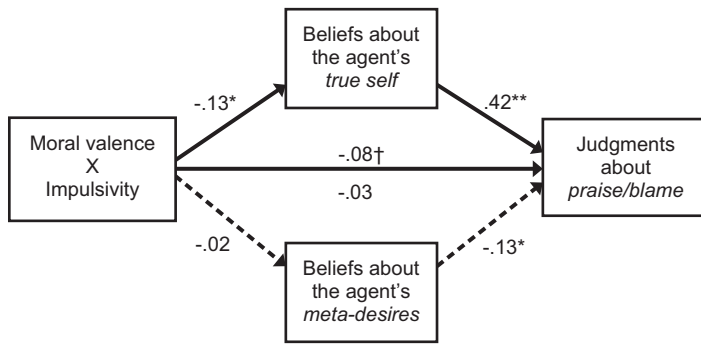 Beliefs about
the agent's
true self
-.13*
.42**
Moral valence
X
Impulsivity
-.08†
-.03
Judgments
about
praise/blame
-.02
-.13*
Beliefs about
the agent's
meta-desires